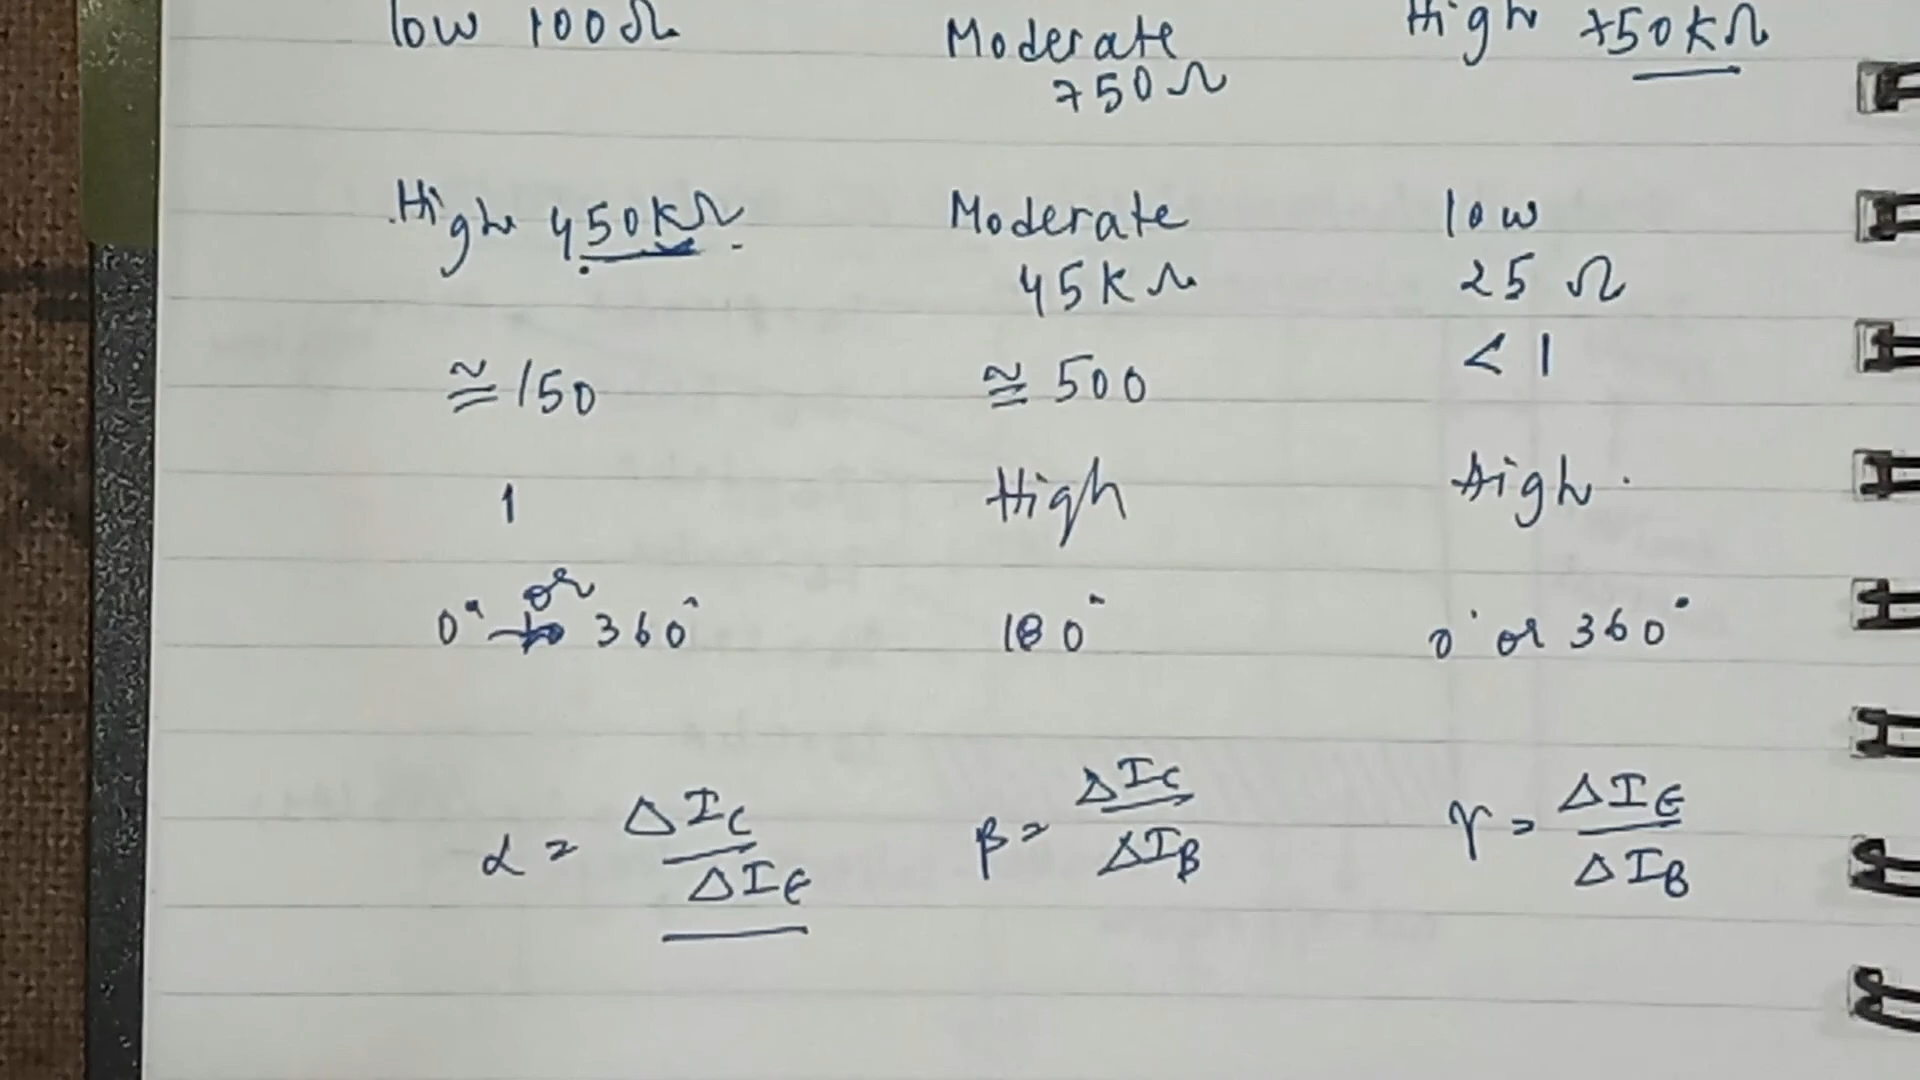 low 100Ω Moderate High 750kΩ
750Ω
High 450kΩ Moderate low
45kΩ 25 Ω
≅ 150 ≅ 500 < 1
1 High High.
or
0° 360° 180° 0° or 360°
α = ΔIC/ΔIE β = ΔIC/ΔIB γ = ΔIE/ΔIB